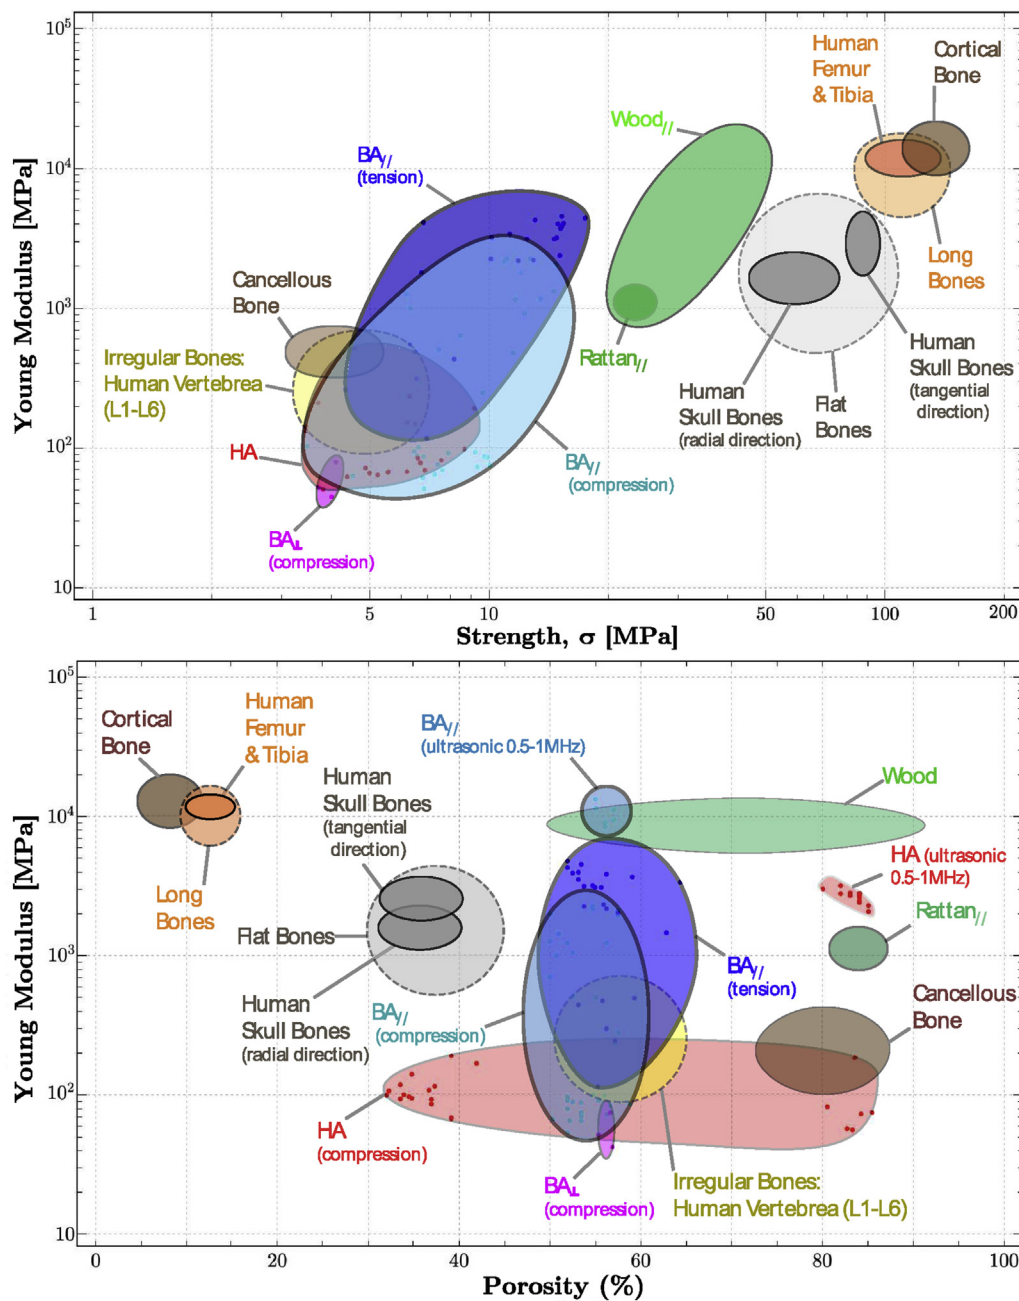 10⁵
10⁴
10³
10²
10
Young Modulus [MPa]
Human
Femur
& Tibia
Cortical
Bone
Wood//
BA//
(tension)
Cancellous
Bone
Irregular Bones:
Human Vertebrea
(L1-L6)
HA
BA⊥
(compression)
BA//
(compression)
Rattan//
Human
Skull Bones
(radial direction)
Flat
Bones
Human
Skull Bones
(tangential
direction)
Long
Bones
1
5
10
50
100
200
Strength, σ [MPa]
10⁵
10⁴
10³
10²
10
Young Modulus [MPa]
Cortical
Bone
Human
Femur
& Tibia
Long
Bones
Human
Skull Bones
(tangential
direction)
Flat Bones
Human
Skull Bones
(radial direction)
BA//
(ultrasonic 0.5-1MHz)
Wood
HA (ultrasonic
0.5-1MHz)
Rattan//
BA//
(tension)
Cancellous
Bone
BA//
(compression)
HA
(compression)
BA⊥
(compression)
Irregular Bones:
Human Vertebrea (L1-L6)
0
20
40
60
80
100
Porosity (%)